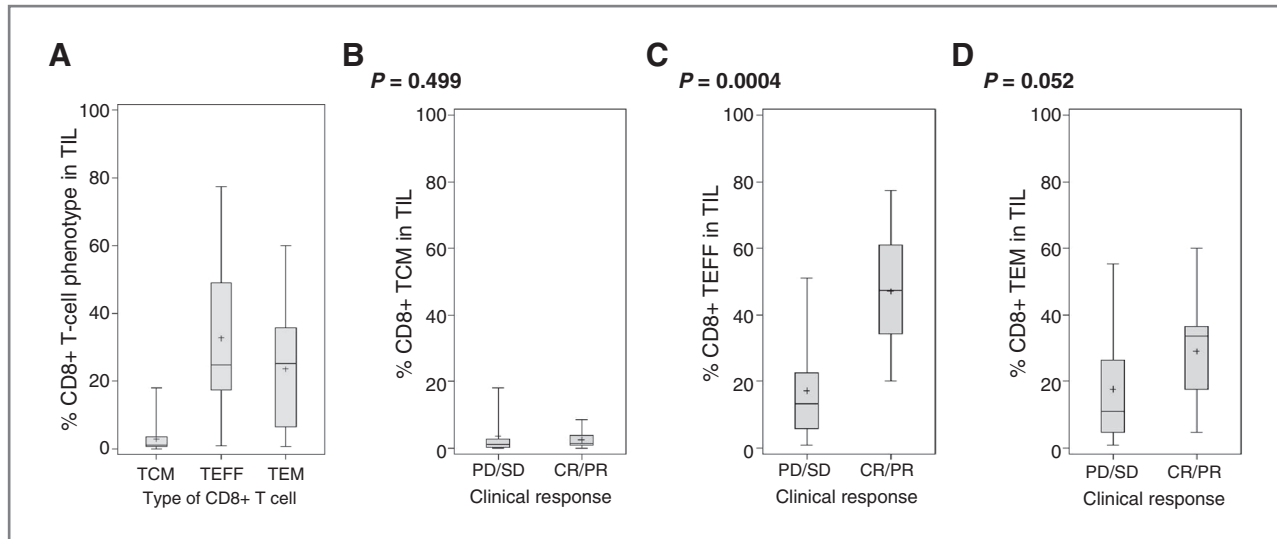 A
% CD8+ T-cell phenotype in TIL
100
80
60
40
20
0
TCM TEFF TEM
Type of CD8+ T cell
B
P = 0.499
% CD8+ TCM in TIL
100
80
60
40
20
0
PD/SD CR/PR
Clinical response
C
P = 0.0004
% CD8+ TEFF in TIL
100
80
60
40
20
0
PD/SD CR/PR
Clinical response
D
P = 0.052
% CD8+ TEM in TIL
100
80
60
40
20
0
PD/SD CR/PR
Clinical response